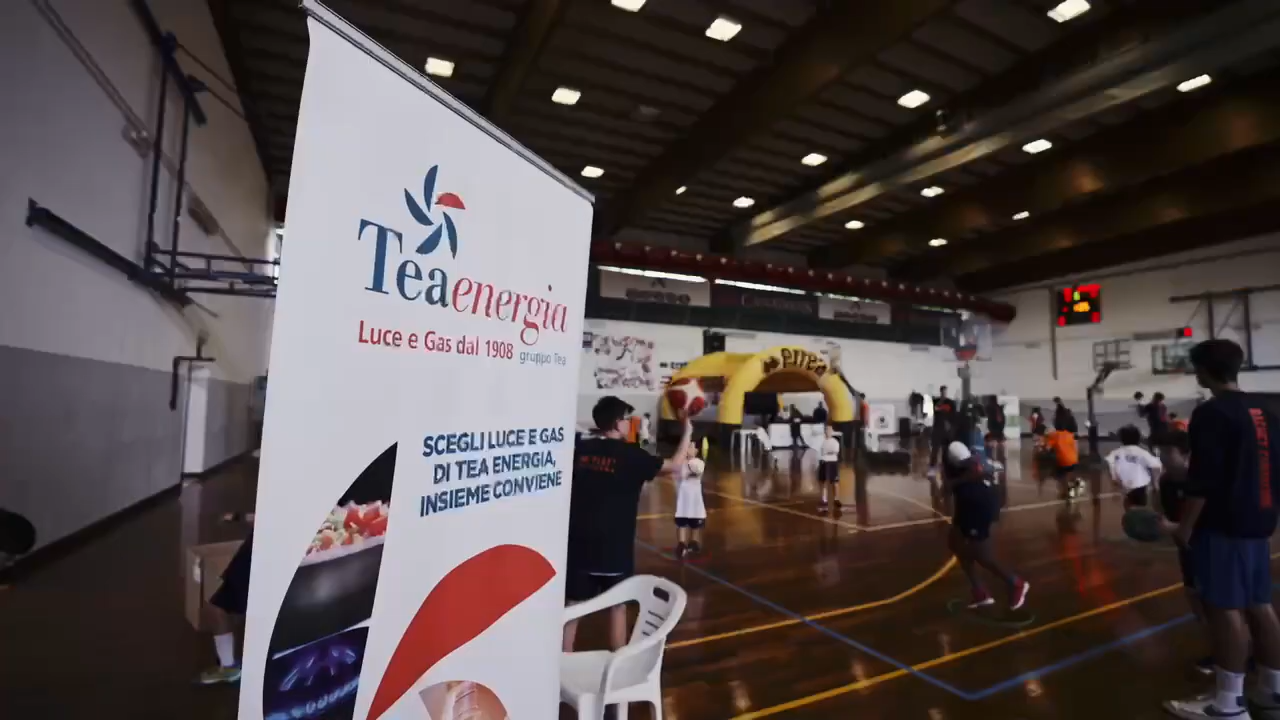 Teaenergia
Luce e Gas dal 1908 gruppo Tea
SCEGLI LUCE E GAS
DI TEA ENERGIA,
INSIEME CONVIENE